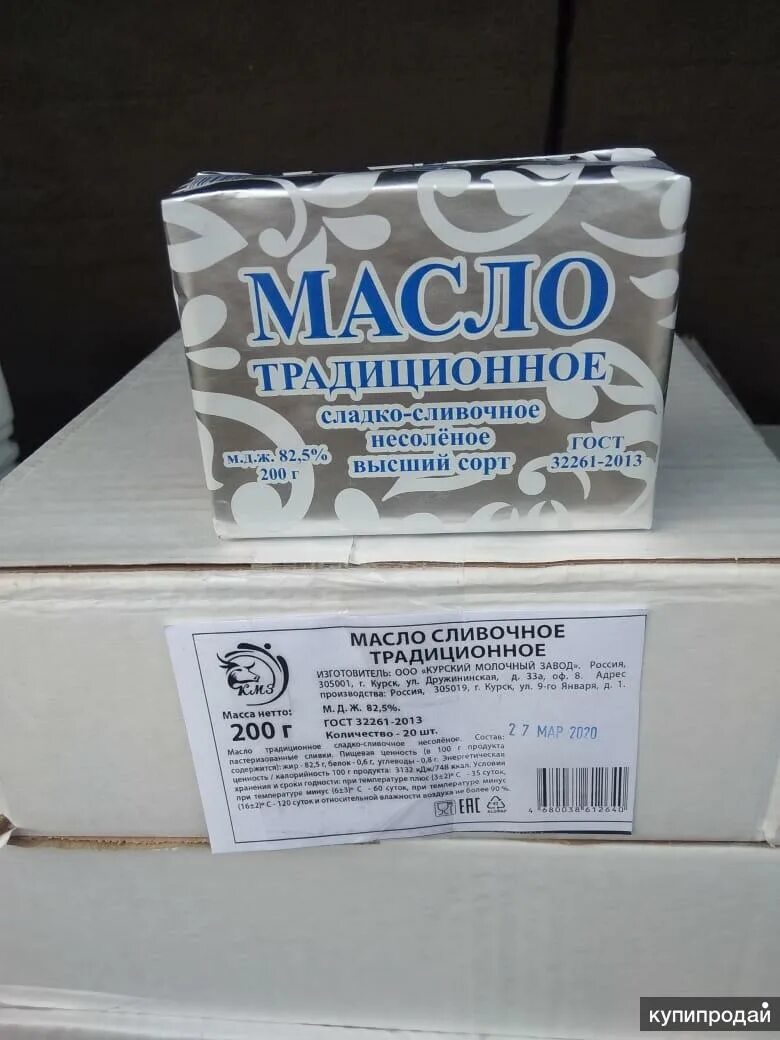 МАСЛО
ТРАДИЦИОННОЕ
сладко-сливочное
несолёное
высший сорт
м.д.ж. 82,5%
200 г
ГОСТ
32261-2013
МАСЛО СЛИВОЧНОЕ
ТРАДИЦИОННОЕ
КМЗ
ИЗГОТОВИТЕЛЬ: ООО «КУРСКИЙ МОЛОЧНЫЙ ЗАВОД». Россия,
305001, г. Курск, ул. Дружининская, д. 33а, оф. 8. Адрес
производства: Россия, 305019, г. Курск, ул. 9-го Января, д. 1.
М. Д. Ж. 82,5%.
ГОСТ 32261-2013
Количество - 20 шт.
Масса нетто:
200 г
27 МАР 2020
Масло традиционное сладко-сливочное несолёное. Состав:
пастеризованные сливки. Пищевая ценность (в 100 г продукта
содержится): жир - 82,5 г, белок - 0,6 г, углеводы - 0,8 г. Энергетическая
ценность / калорийность 100 г продукта: 3132 кДж/748 ккал. Условия
хранения и сроки годности: при температуре плюс (3±2)° С - 35 суток,
при температуре минус (6±3)° С - 60 суток, при температуре минус
(16±2)° С - 120 суток и относительной влажности воздуха не более 90 %.
EAC
4 680038 612640
купипродай